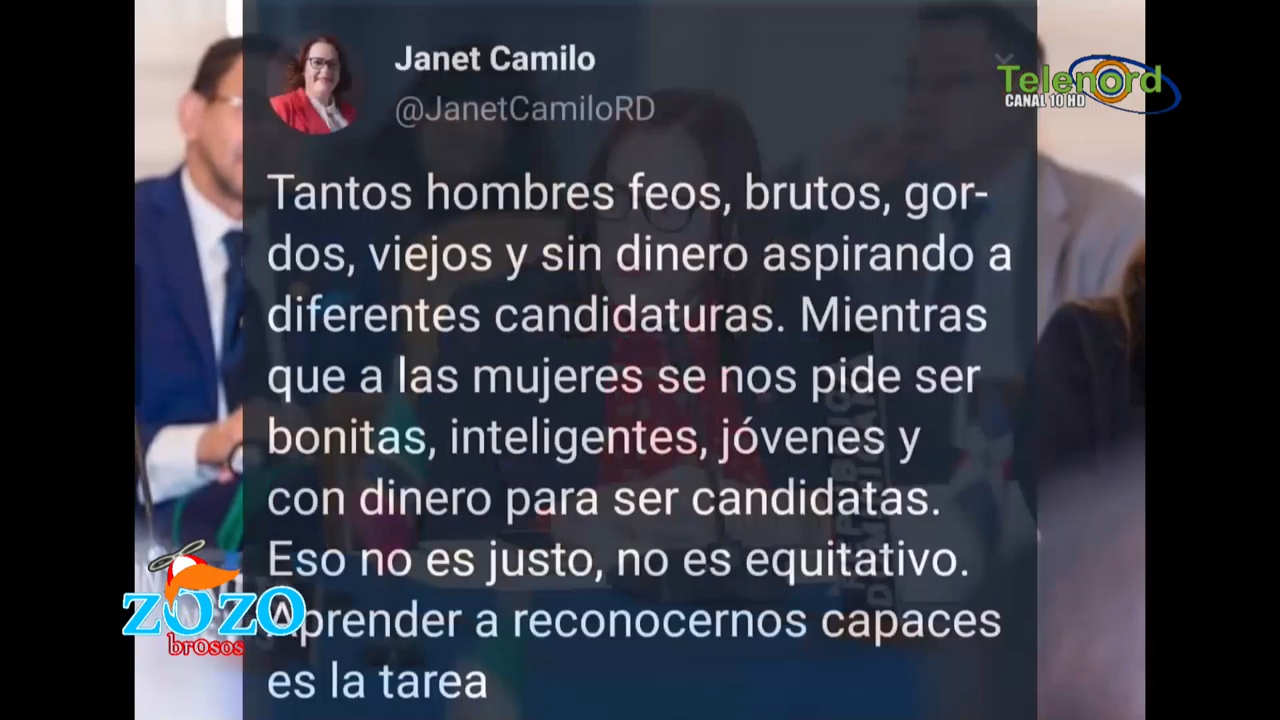 Janet Camilo
@JanetCamiloRD
Telenord
CANAL 10 HD
Tantos hombres feos, brutos, gor-
dos, viejos y sin dinero aspirando a
diferentes candidaturas. Mientras
que a las mujeres se nos pide ser
bonitas, inteligentes, jóvenes y
con dinero para ser candidatas.
Eso no es justo, no es equitativo.
Aprender a reconocernos capaces
es la tarea
ZOZO
brOsos